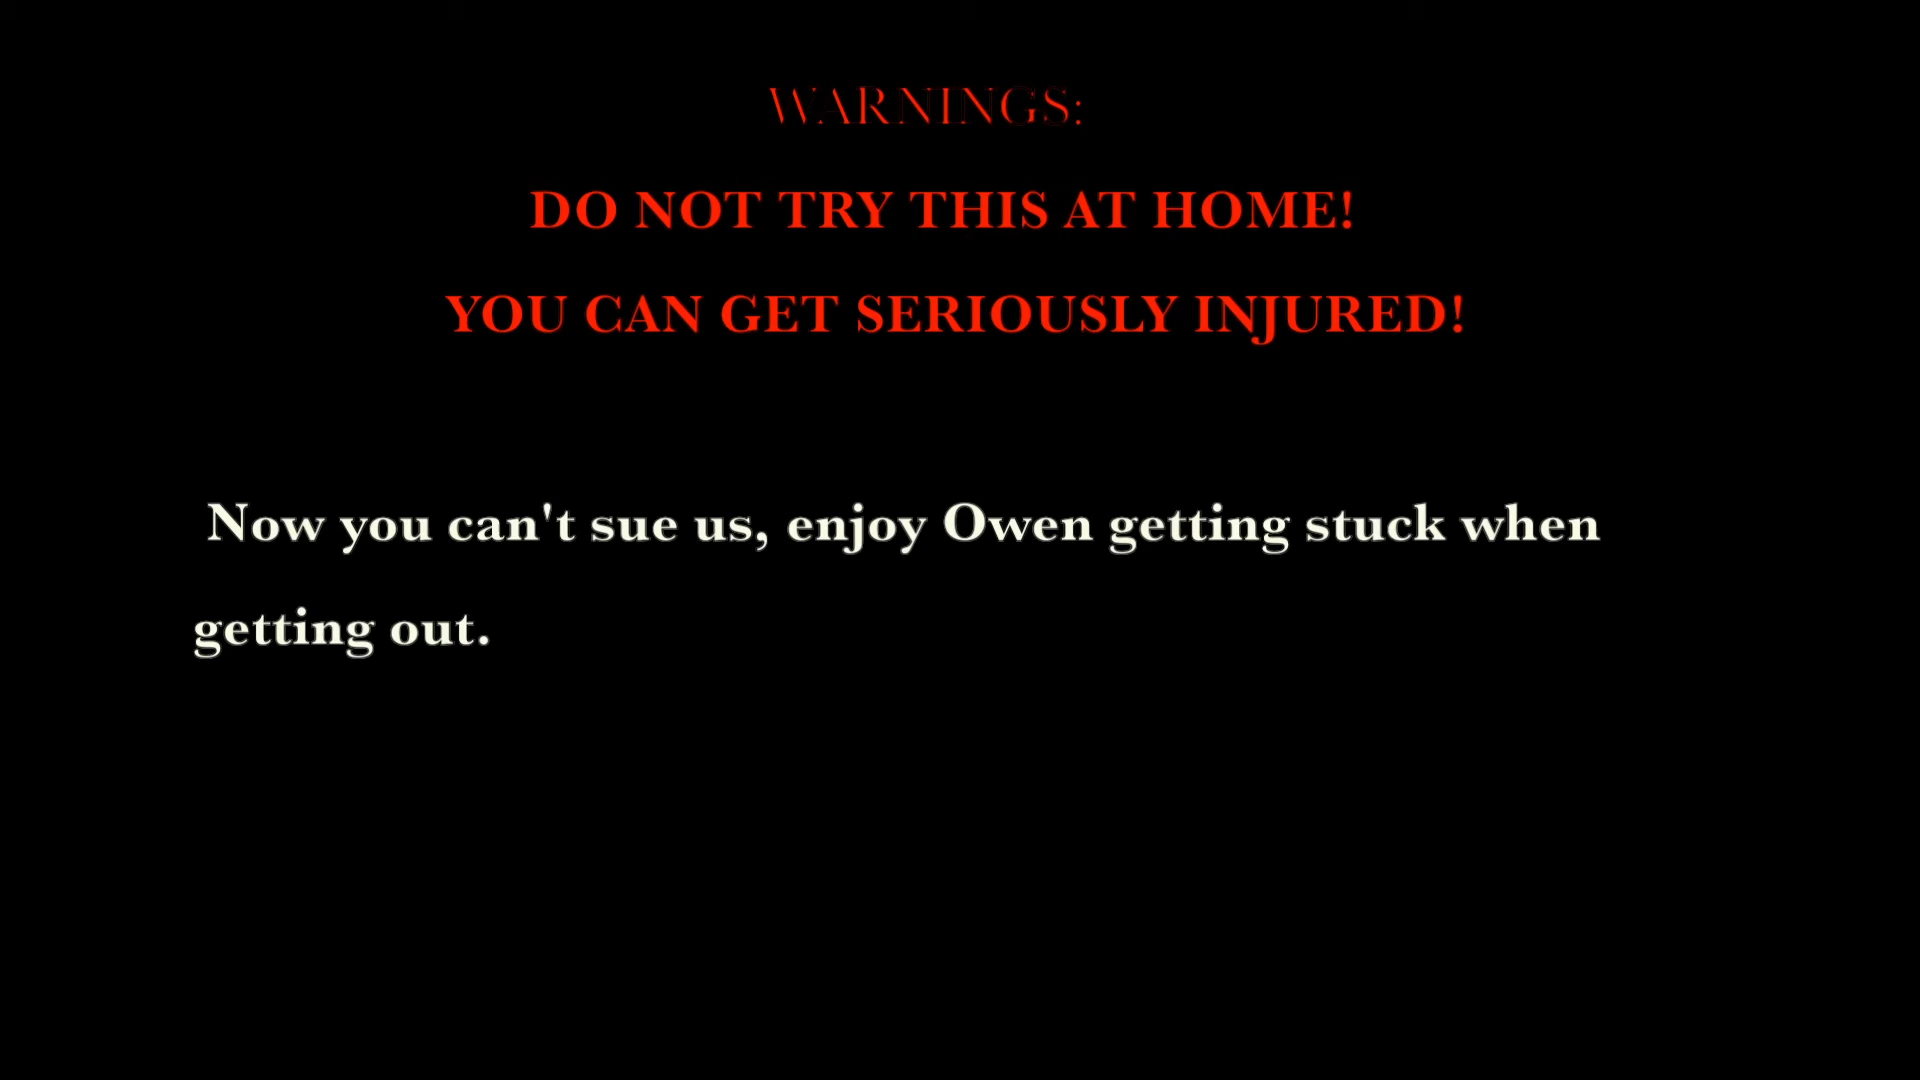 WARNINGS:
DO NOT TRY THIS AT HOME!
YOU CAN GET SERIOUSLY INJURED!
Now you can't sue us, enjoy Owen getting stuck when
getting out.